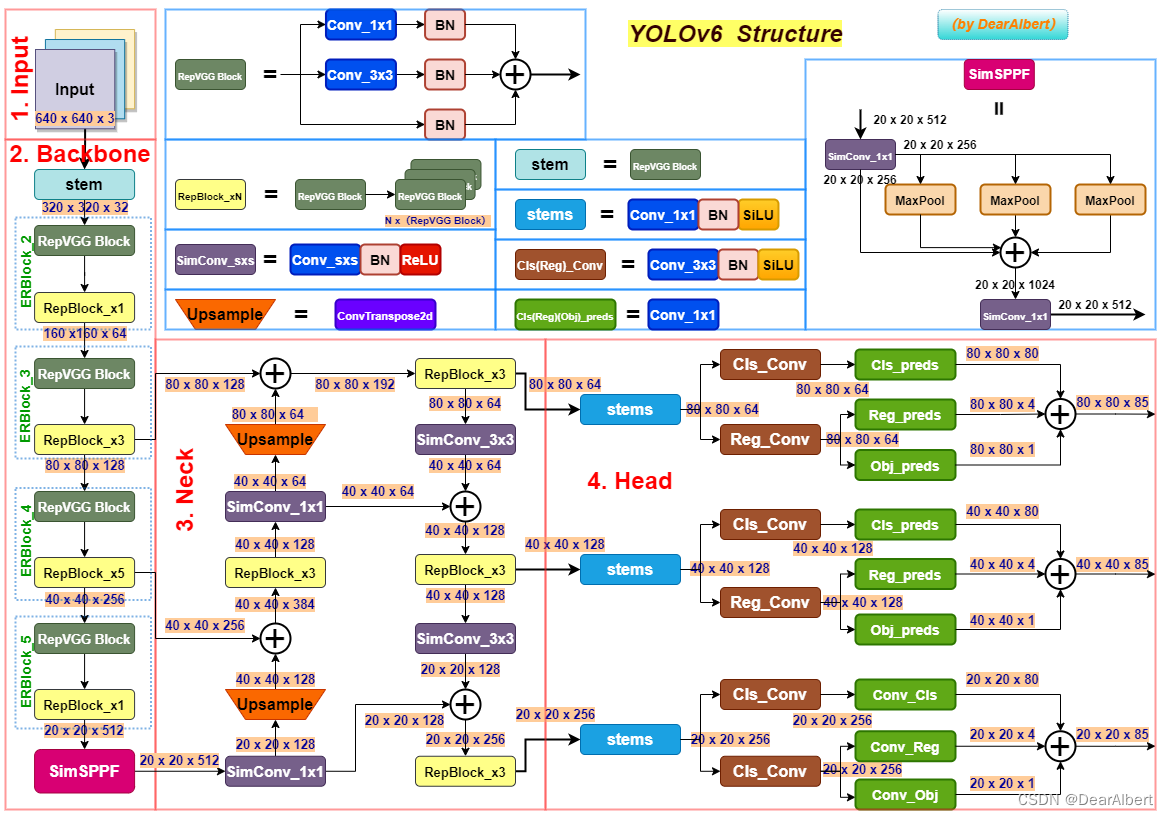 YOLOv6 Structure
(by DearAlbert)
1. Input
Input
640 x 640 x 3
RepVGG Block
=
Conv_1x1
BN
Conv_3x3
BN
BN
RepBlock_xN
=
RepVGG Block
RepVGG Block
N x（RepVGG Block）
SimConv_sxs
=
Conv_sxs
BN
ReLU
Upsample
=
ConvTranspose2d
stem
=
RepVGG Block
stems
=
Conv_1x1
BN
SiLU
Cls(Reg)_Conv
=
Conv_3x3
BN
SiLU
Cls(Reg)(Obj)_preds
=
Conv_1x1
SimSPPF
=
20 x 20 x 512
SimConv_1x1
20 x 20 x 256
20 x 20 x 256
MaxPool
MaxPool
MaxPool
20 x 20 x 1024
SimConv_1x1
20 x 20 x 512
2. Backbone
stem
320 x 320 x 32
ERBlock_2
RepVGG Block
RepBlock_x1
160 x160 x 64
ERBlock_3
RepVGG Block
RepBlock_x3
80 x 80 x 128
ERBlock_4
RepVGG Block
RepBlock_x5
40 x 40 x 256
ERBlock_5
RepVGG Block
RepBlock_x1
20 x 20 x 512
SimSPPF
20 x 20 x 512
3. Neck
80 x 80 x 128
80 x 80 x 192
80 x 80 x 64
Upsample
40 x 40 x 64
SimConv_1x1
40 x 40 x 64
40 x 40 x 128
RepBlock_x3
40 x 40 x 384
40 x 40 x 256
40 x 40 x 128
Upsample
20 x 20 x 128
SimConv_1x1
20 x 20 x 128
RepBlock_x3
80 x 80 x 64
SimConv_3x3
40 x 40 x 64
40 x 40 x 128
RepBlock_x3
40 x 40 x 128
SimConv_3x3
20 x 20 x 128
20 x 20 x 256
RepBlock_x3
4. Head
80 x 80 x 64
stems
80 x 80 x 64
Cls_Conv
80 x 80 x 64
Cls_preds
80 x 80 x 80
Reg_Conv
80 x 80 x 64
Reg_preds
80 x 80 x 4
Obj_preds
80 x 80 x 1
80 x 80 x 85
40 x 40 x 128
stems
40 x 40 x 128
Cls_Conv
40 x 40 x 128
Cls_preds
40 x 40 x 80
Reg_Conv
40 x 40 x 128
Reg_preds
40 x 40 x 4
Obj_preds
40 x 40 x 1
40 x 40 x 85
20 x 20 x 256
stems
20 x 20 x 256
Cls_Conv
20 x 20 x 256
Conv_Cls
20 x 20 x 80
Cls_Conv
20 x 20 x 256
Conv_Reg
20 x 20 x 4
Conv_Obj
20 x 20 x 1
20 x 20 x 85
CSDN @DearAlbert